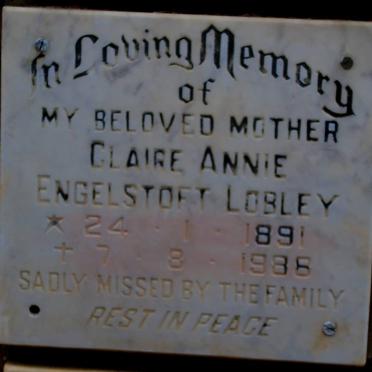 In Loving Memory
of
MY BELOVED MOTHER
CLAIRE ANNIE
ENGELSTOFT LOBLEY
* 24 · 1 · 1891
† 7 · 8 · 1986
SADLY MISSED BY THE FAMILY
REST IN PEACE